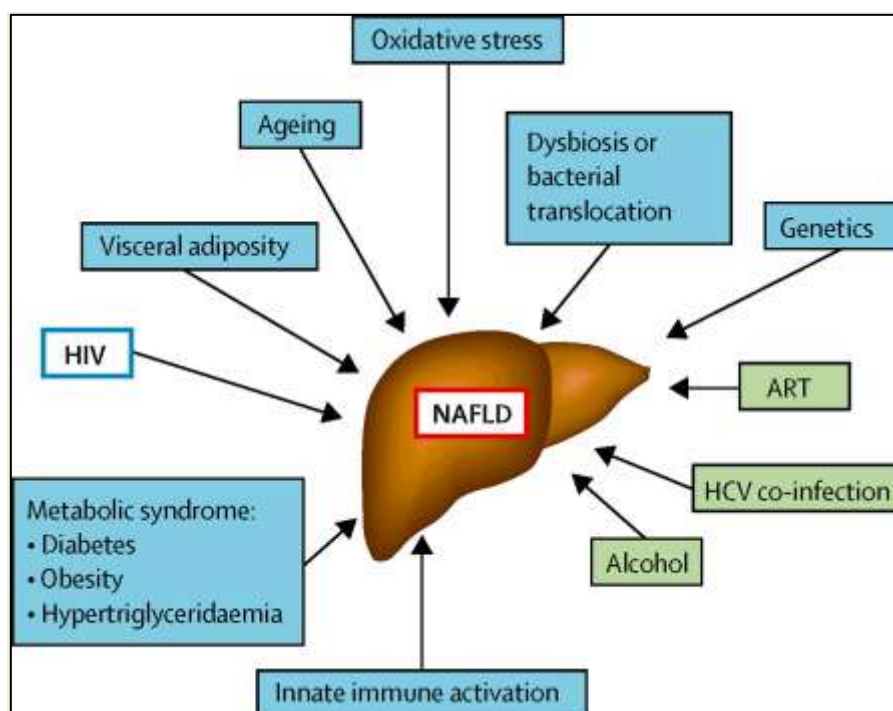 Oxidative stress
Ageing
Dysbiosis or
bacterial
translocation
Genetics
Visceral adiposity
HIV
NAFLD
ART
HCV co-infection
Alcohol
Metabolic syndrome:
• Diabetes
• Obesity
• Hypertriglyceridaemia
Innate immune activation